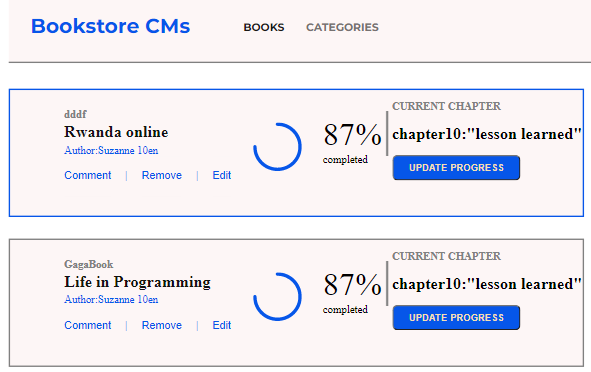 Bookstore CMs BOOKS CATEGORIES
dddf
Rwanda online
Author:Suzanne 10en
Comment | Remove | Edit
87%
completed
CURRENT CHAPTER
chapter10:"lesson learned"
UPDATE PROGRESS
GagaBook
Life in Programming
Author:Suzanne 10en
Comment | Remove | Edit
87%
completed
CURRENT CHAPTER
chapter10:"lesson learned"
UPDATE PROGRESS